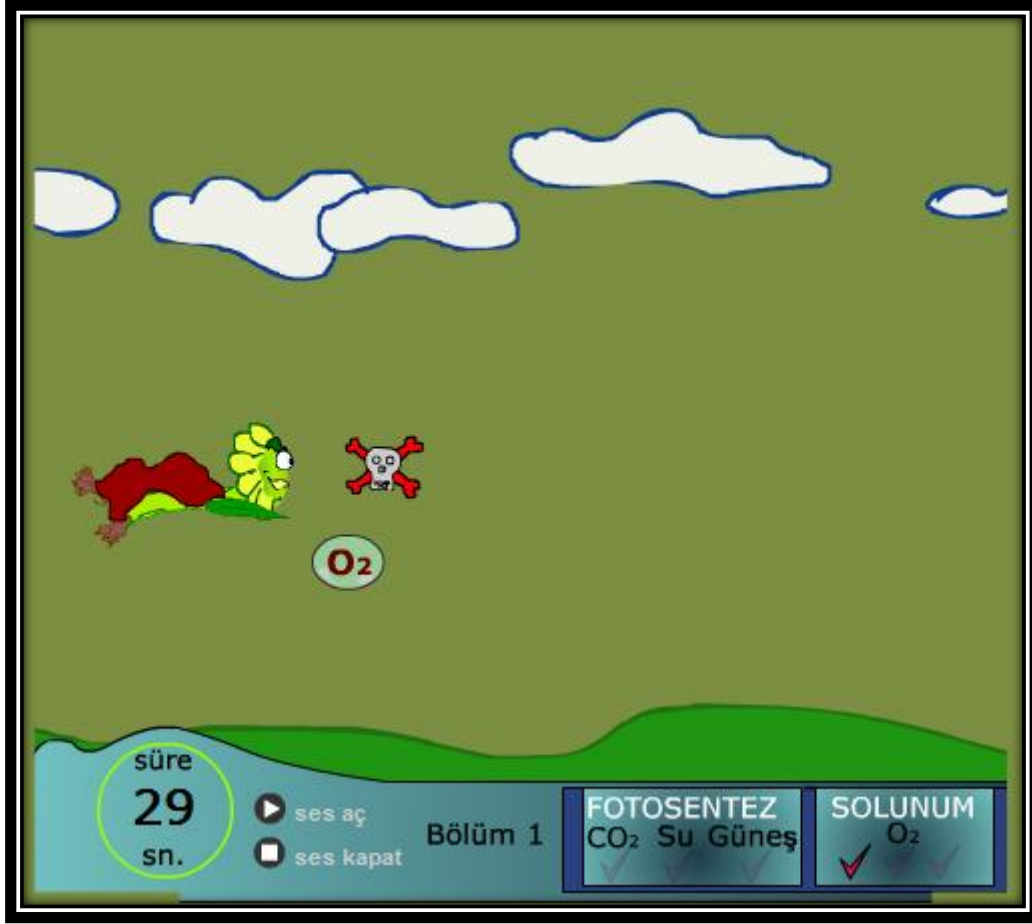 O₂
süre
29
sn.
ses aç
ses kapat
Bölüm 1
FOTOSENTEZ
CO₂ Su Güneş
SOLUNUM
O₂